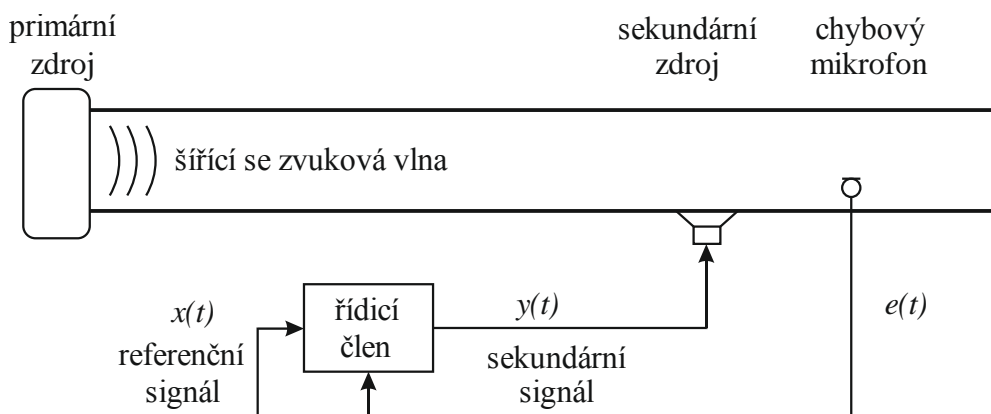 primární
zdroj
sekundární
zdroj
chybový
mikrofon
šířící se zvuková vlna
x(t)
referenční
signál
řídicí
člen
y(t)
sekundární
signál
e(t)